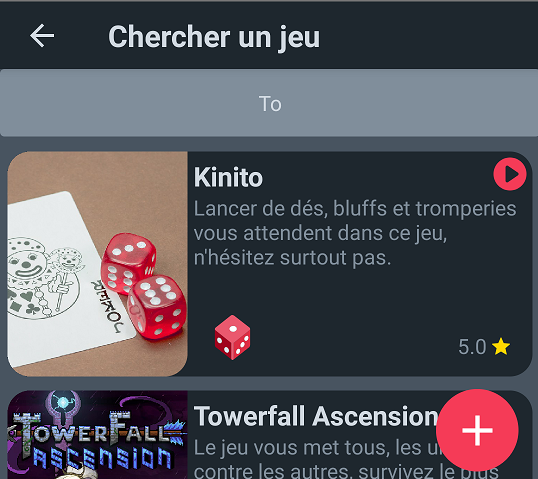 Chercher un jeu
To
Kinito
Lancer de dés, bluffs et tromperies
vous attendent dans ce jeu,
n'hésitez surtout pas.
JOKER
5.0
Towerfall Ascension
TOWERFALL
ASCENSION
Le jeu vous met tous, les
contre les autres, survivez le plus